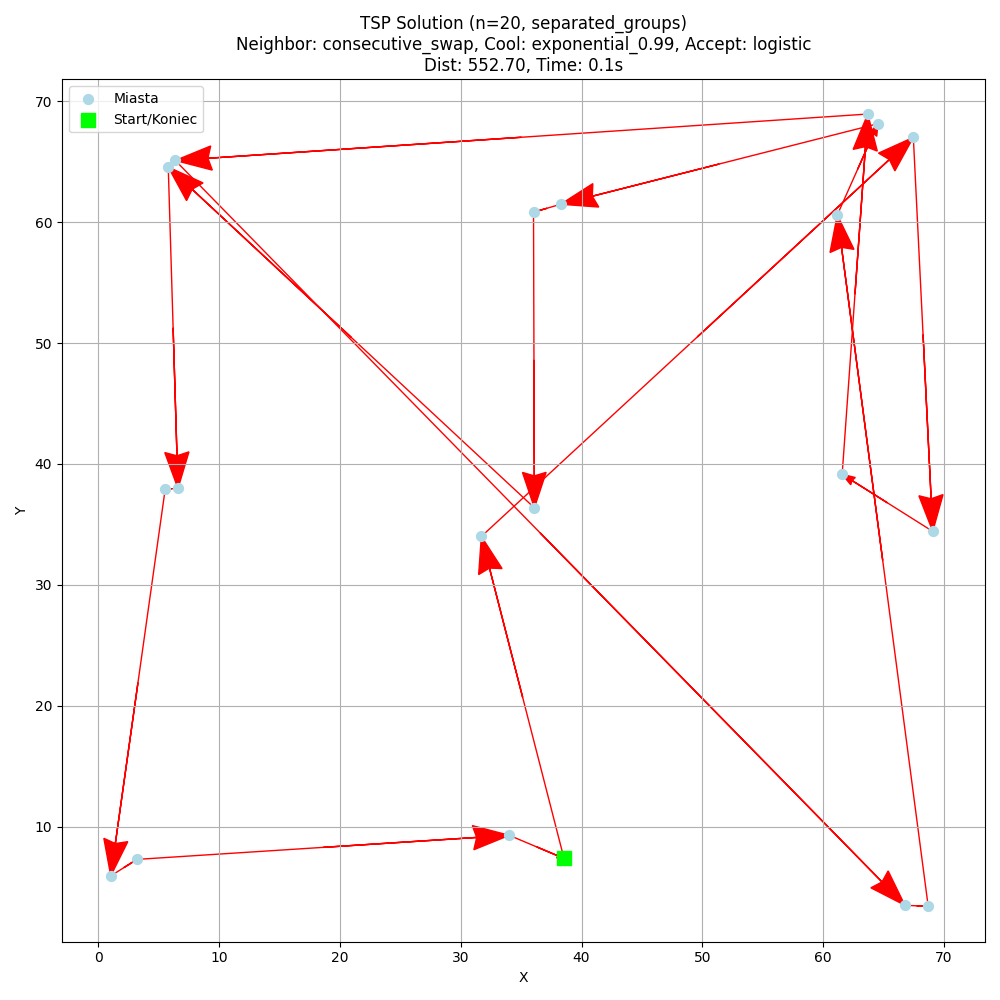 TSP Solution (n=20, separated_groups)
Neighbor: consecutive_swap, Cool: exponential_0.99, Accept: logistic
Dist: 552.70, Time: 0.1s
Miasta
Start/Koniec
70
60
50
40
30
20
10
Y
0 10 20 30 40 50 60 70
X